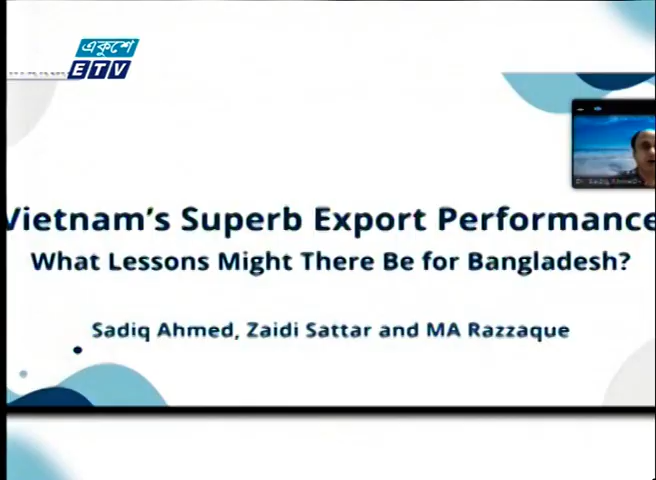 একুশে
ETV
Vietnam's Superb Export Performance
What Lessons Might There Be for Bangladesh?
Sadiq Ahmed, Zaidi Sattar and MA Razzaque